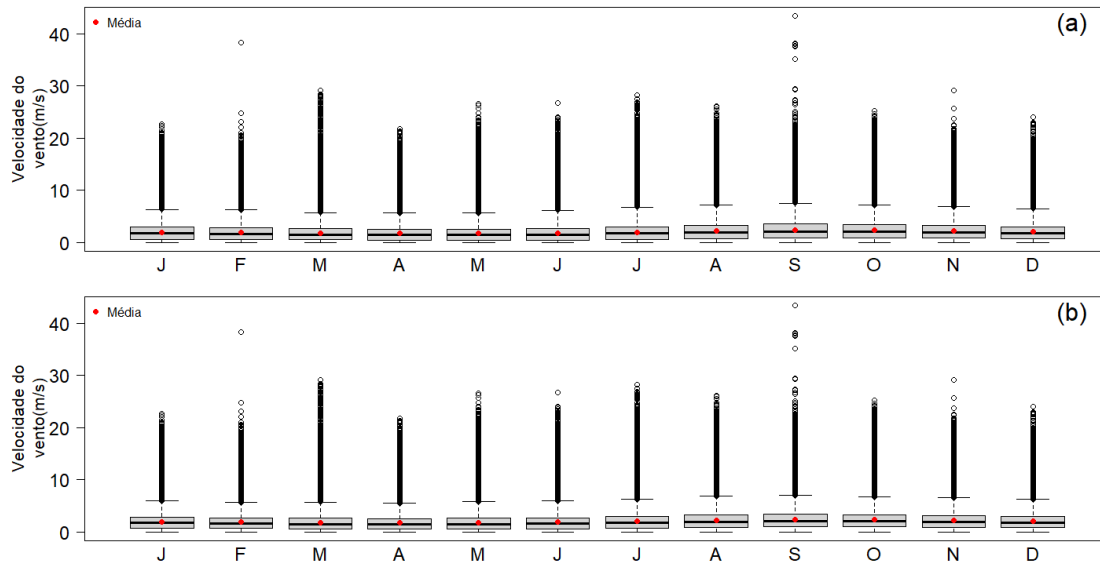 Média
(a)
Velocidade do
vento(m/s)
40
30
20
10
0
J F M A M J J A S O N D
Média
(b)
Velocidade do
vento(m/s)
40
30
20
10
0
J F M A M J J A S O N D